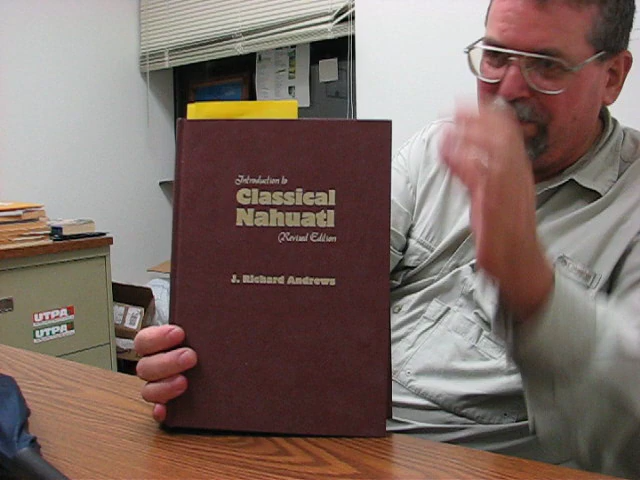 Introduction to
Classical
Nahuatl
Revised Edition
J. Richard Andrews
UTPA
UTPA